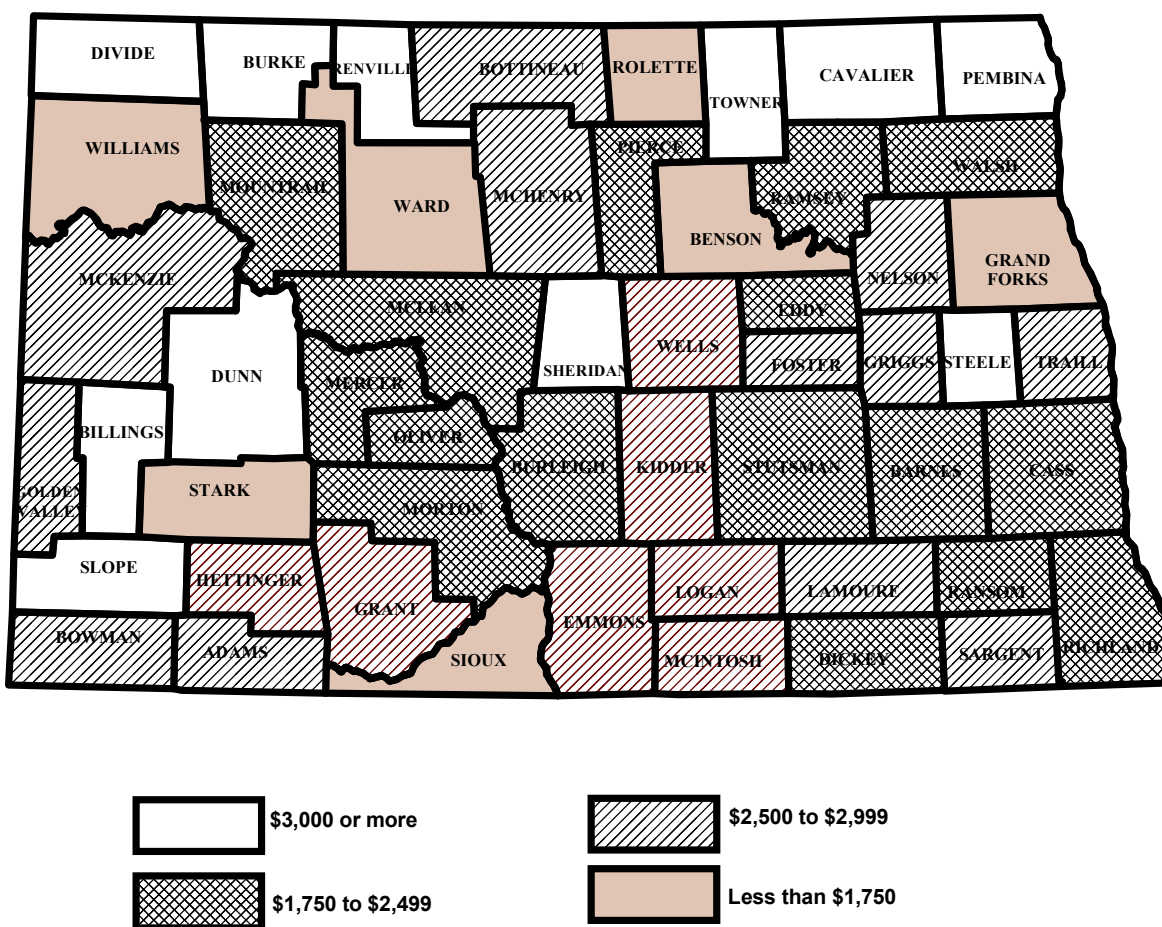 DIVIDE
BURKE
RENVILLE
BOTTINEAU
ROLETTE
TOWNER
CAVALIER
PEMBINA
WILLIAMS
MOUNTRAIL
WARD
MCHENRY
PIERCE
BENSON
RAMSEY
WALSH
NELSON
GRAND
FORKS
MCKENZIE
DUNN
MCLEAN
MERCER
OLIVER
SHERIDAN
WELLS
EDDY
FOSTER
GRIGGS
STEELE
TRAILL
GOLDEN
VALLEY
BILLINGS
STARK
MORTON
BURLEIGH
KIDDER
STUTSMAN
BARNES
CASS
SLOPE
HETTINGER
GRANT
SIOUX
EMMONS
LOGAN
LAMOURE
RANSOM
RICHLAND
BOWMAN
ADAMS
MCINTOSH
DICKEY
SARGENT
$3,000 or more
$2,500 to $2,999
$1,750 to $2,499
Less than $1,750